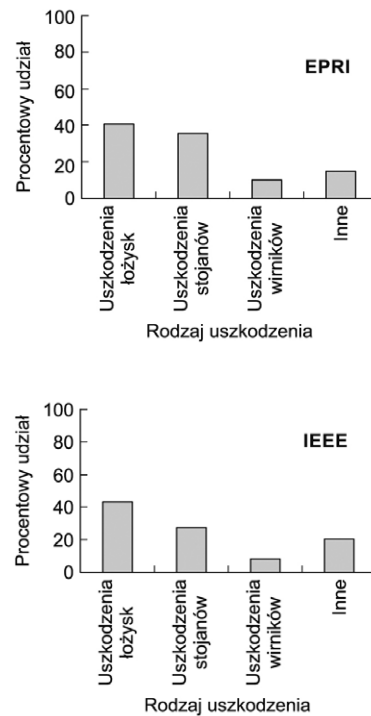 EPRI
Procentowy udział
100
80
60
40
20
0
Uszkodzenia
łożysk
Uszkodzenia
stojanów
Uszkodzenia
wirników
Inne
Rodzaj uszkodzenia
IEEE
Procentowy udział
100
80
60
40
20
0
Uszkodzenia
łożysk
Uszkodzenia
stojanów
Uszkodzenia
wirników
Inne
Rodzaj uszkodzenia